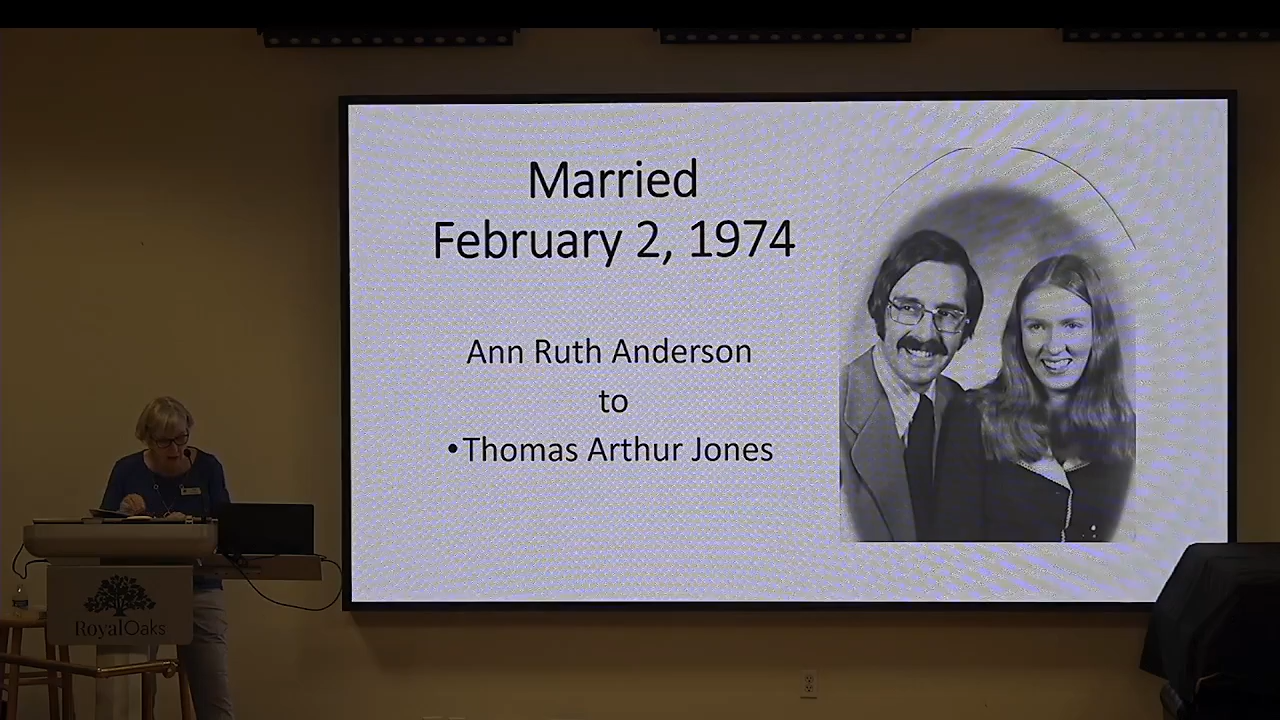 Married
February 2, 1974
Ann Ruth Anderson
to
•Thomas Arthur Jones
RoyalOaks